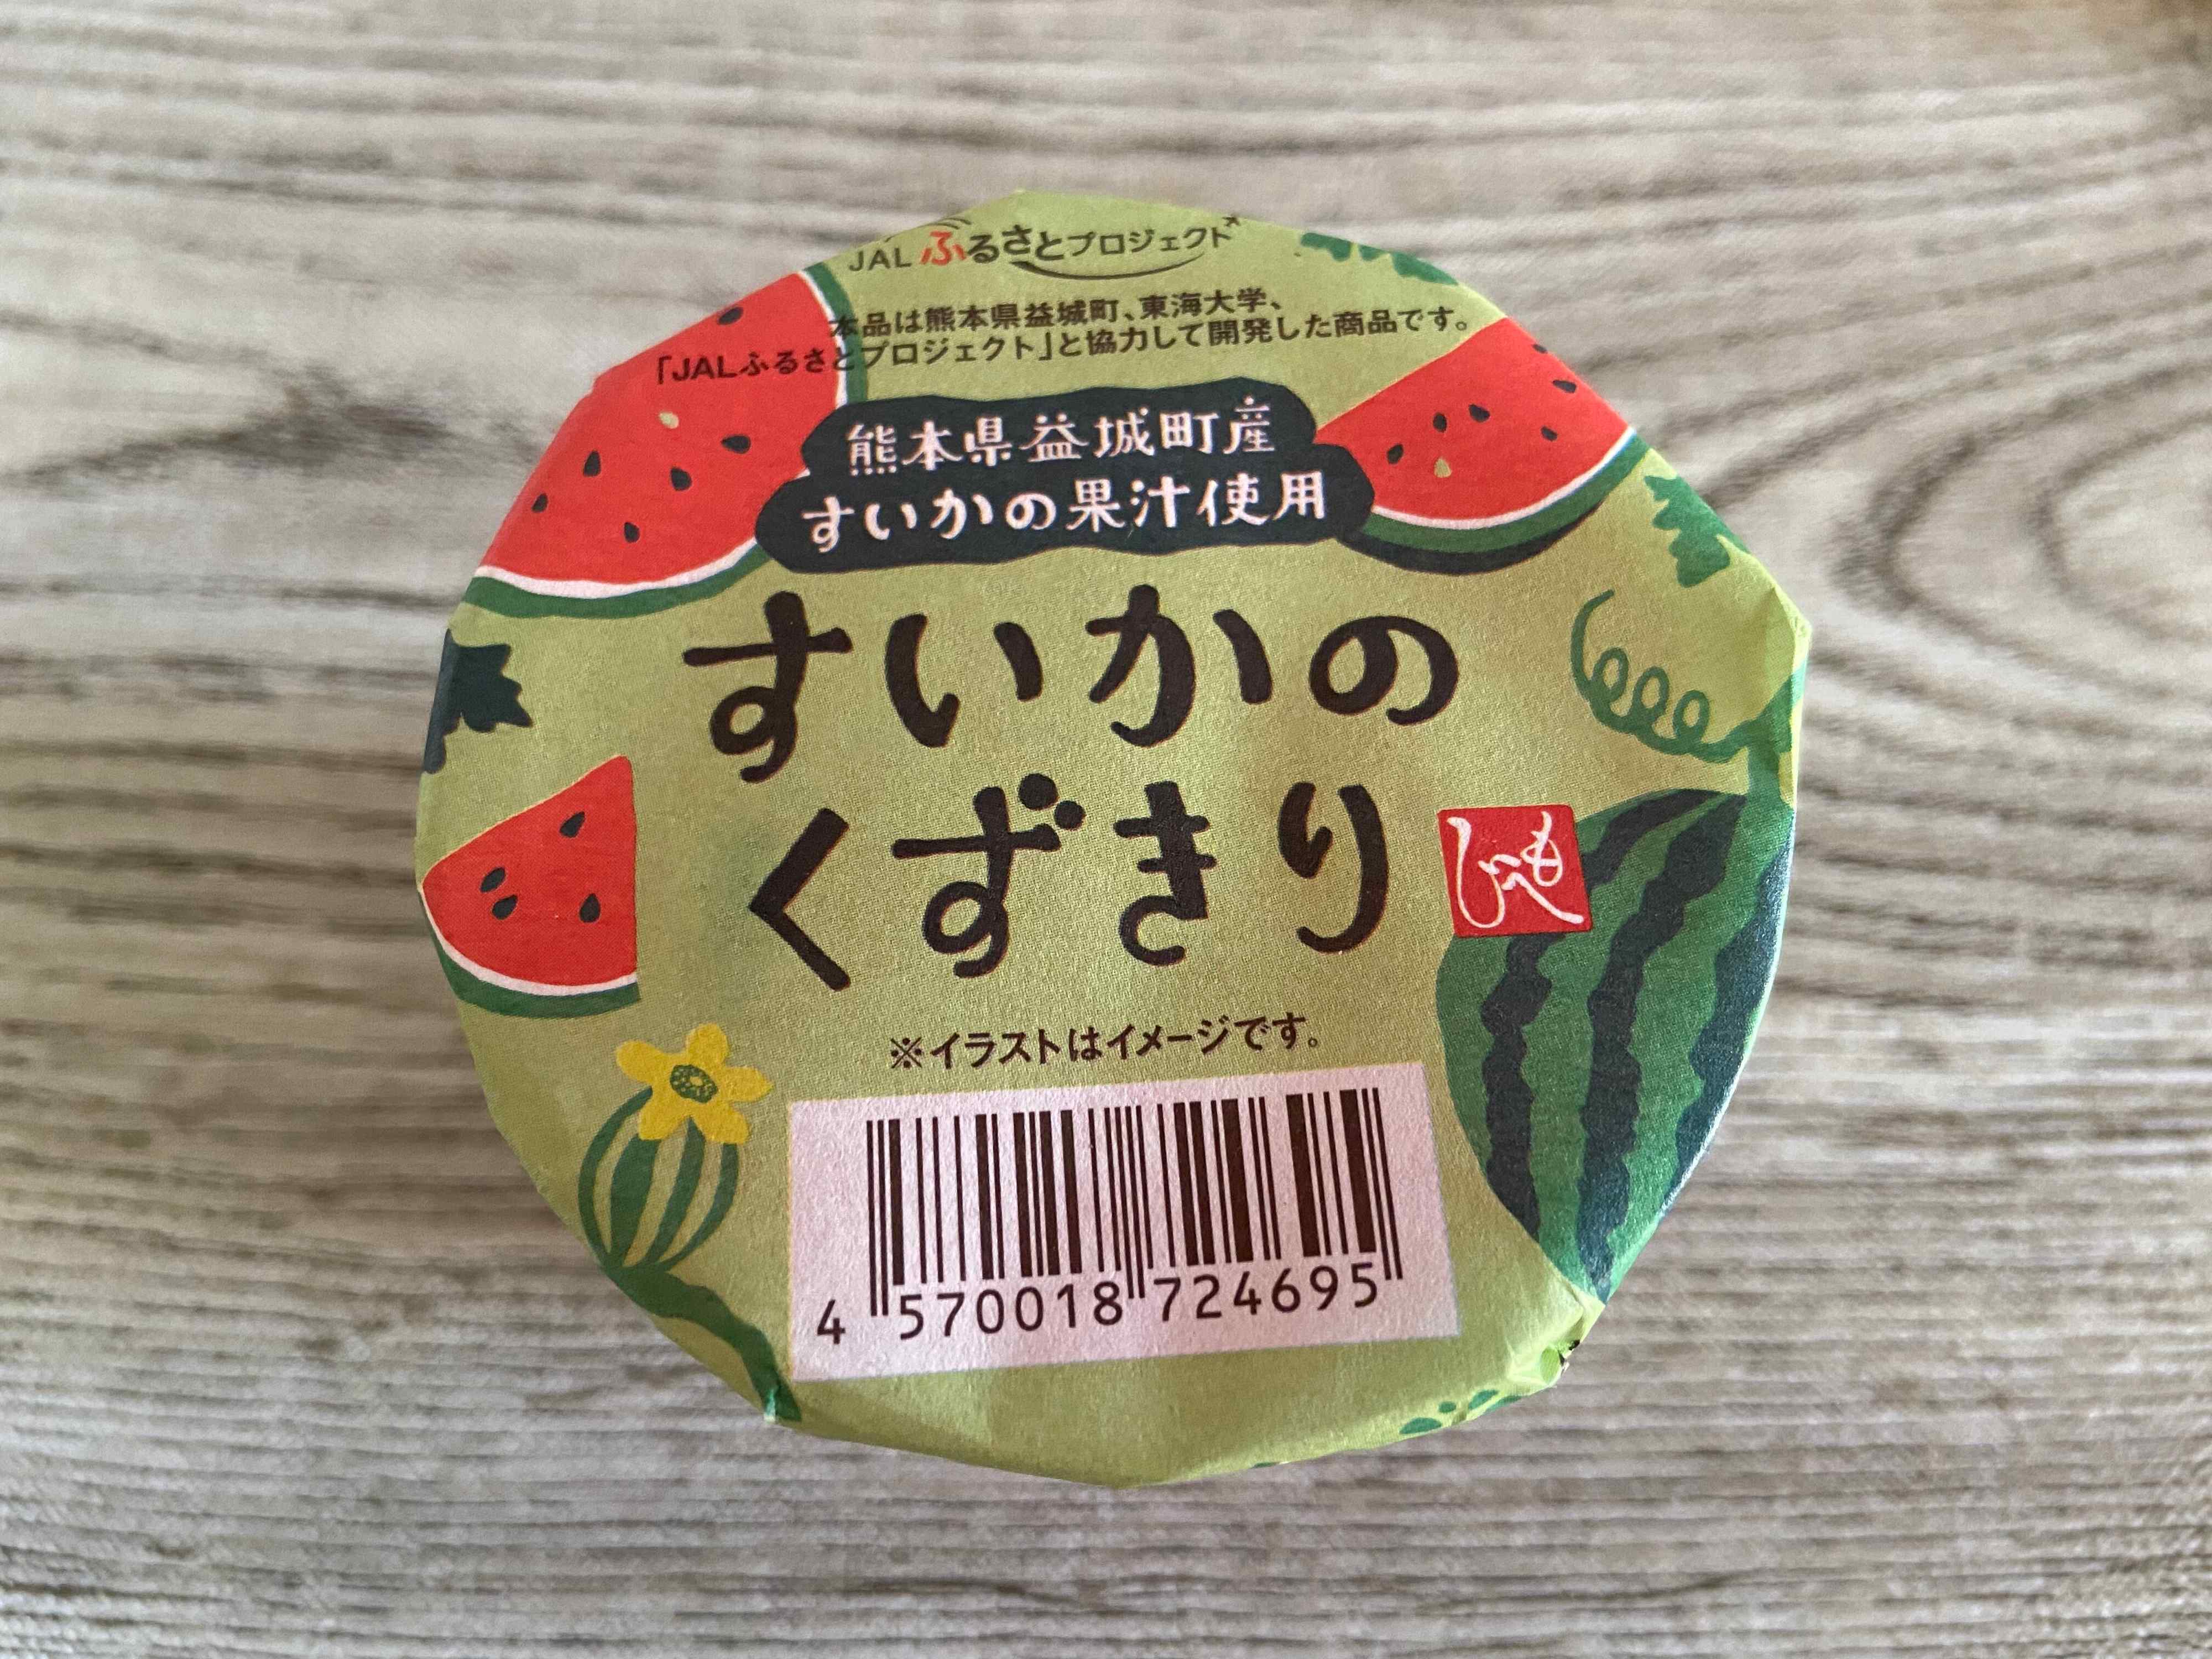 JAL ふるさとプロジェクト
本品は熊本県益城町、東海大学、
「JALふるさとプロジェクト」と協力して開発した商品です。
熊本県益城町産
すいかの果汁使用
すいかの
くずきり
もへじ
※イラストはイメージです。
4 570018 724695